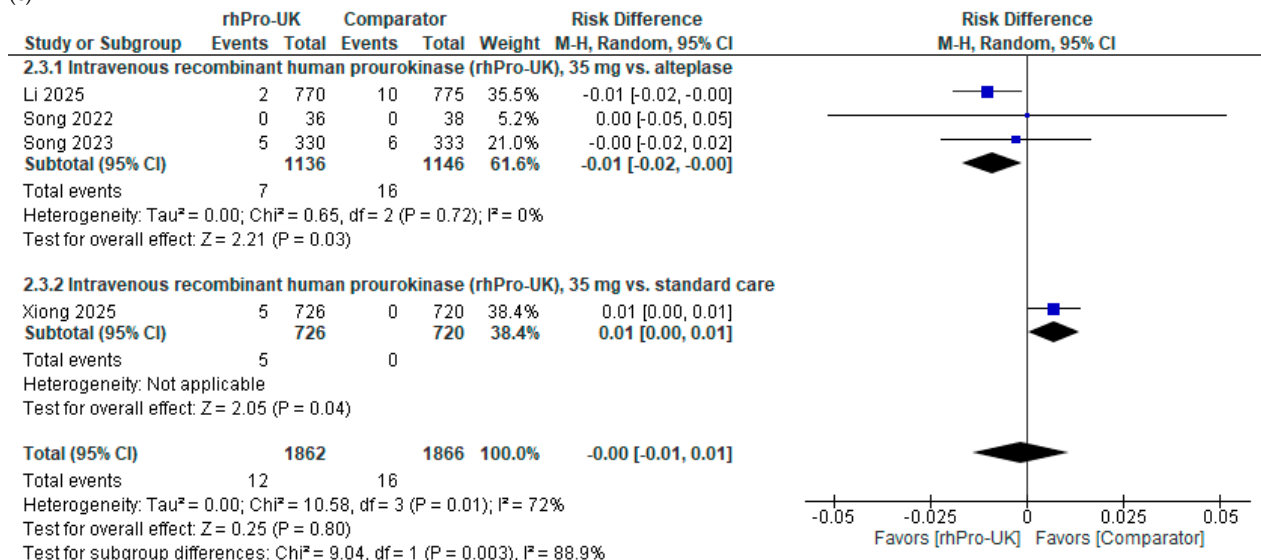 rhPro-UK Comparator Risk Difference Risk Difference
Study or Subgroup Events Total Events Total Weight M-H, Random, 95% CI M-H, Random, 95% CI
2.3.1 Intravenous recombinant human prourokinase (rhPro-UK), 35 mg vs. alteplase
Li 2025 2 770 10 775 35.5% -0.01 [-0.02, -0.00]
Song 2022 0 36 0 38 5.2% 0.00 [-0.05, 0.05]
Song 2023 5 330 6 333 21.0% -0.00 [-0.02, 0.02]
Subtotal (95% CI) 1136 1146 61.6% -0.01 [-0.02, -0.00]
Total events 7 16
Heterogeneity: Tau² = 0.00; Chi² = 0.65, df = 2 (P = 0.72); I² = 0%
Test for overall effect: Z = 2.21 (P = 0.03)
2.3.2 Intravenous recombinant human prourokinase (rhPro-UK), 35 mg vs. standard care
Xiong 2025 5 726 0 720 38.4% 0.01 [0.00, 0.01]
Subtotal (95% CI) 726 720 38.4% 0.01 [0.00, 0.01]
Total events 5 0
Heterogeneity: Not applicable
Test for overall effect: Z = 2.05 (P = 0.04)
Total (95% CI) 1862 1866 100.0% -0.00 [-0.01, 0.01]
Total events 12 16
Heterogeneity: Tau² = 0.00; Chi² = 10.58, df = 3 (P = 0.01); I² = 72%
Test for overall effect: Z = 0.25 (P = 0.80)
Test for subgroup differences: Chi² = 9.04, df = 1 (P = 0.003), I² = 88.9%
-0.05 -0.025 0 0.025 0.05
Favors [rhPro-UK] Favors [Comparator]